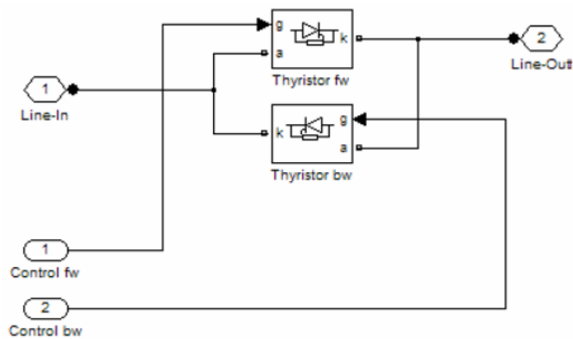 g
a
k
Thyristor fw
2
Line-Out
1
Line-In
k
g
a
Thyristor bw
1
Control fw
2
Control bw